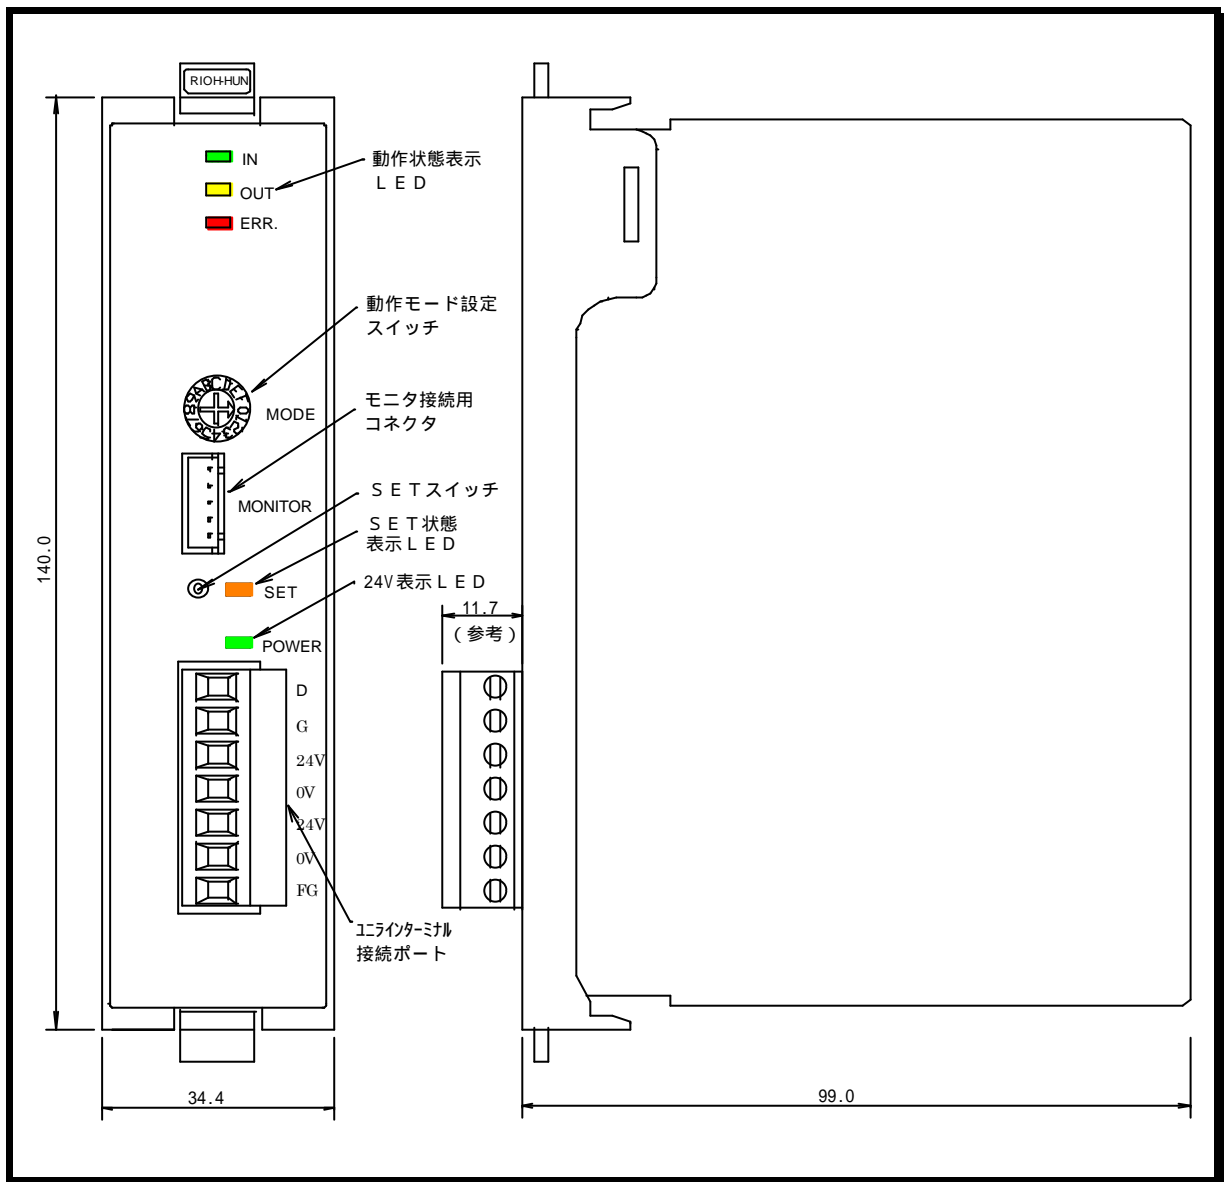 RIOH-HUN
IN
OUT
ERR.
動作状態表示
ＬＥＤ
動作モード設定
スイッチ
0123456789ABCDEF
MODE
モニタ接続用
コネクタ
MONITOR
ＳＥＴスイッチ
ＳＥＴ状態
表示ＬＥＤ
SET
24V表示ＬＥＤ
POWER
D
G
24V
0V
24V
0V
FG
ﾕﾆﾗｲﾝﾀｰﾐﾅﾙ
接続ポート
140.0
34.4
11.7
（参考）
99.0